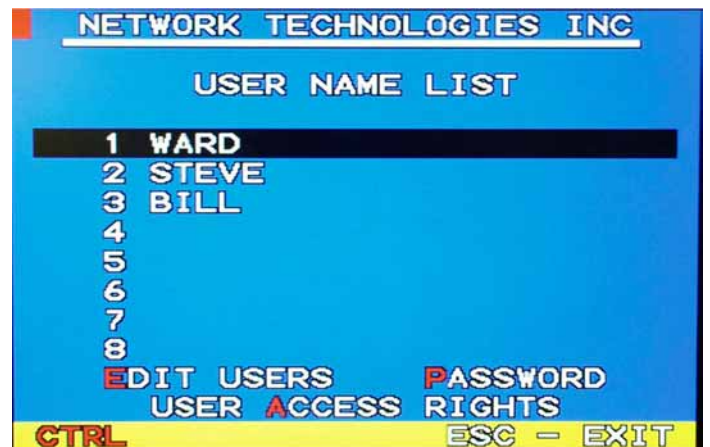 NETWORK TECHNOLOGIES INC
USER NAME LIST
1 WARD
2 STEVE
3 BILL
4
5
6
7
8
EDIT USERS PASSWORD
USER ACCESS RIGHTS
CTRL ESC - EXIT